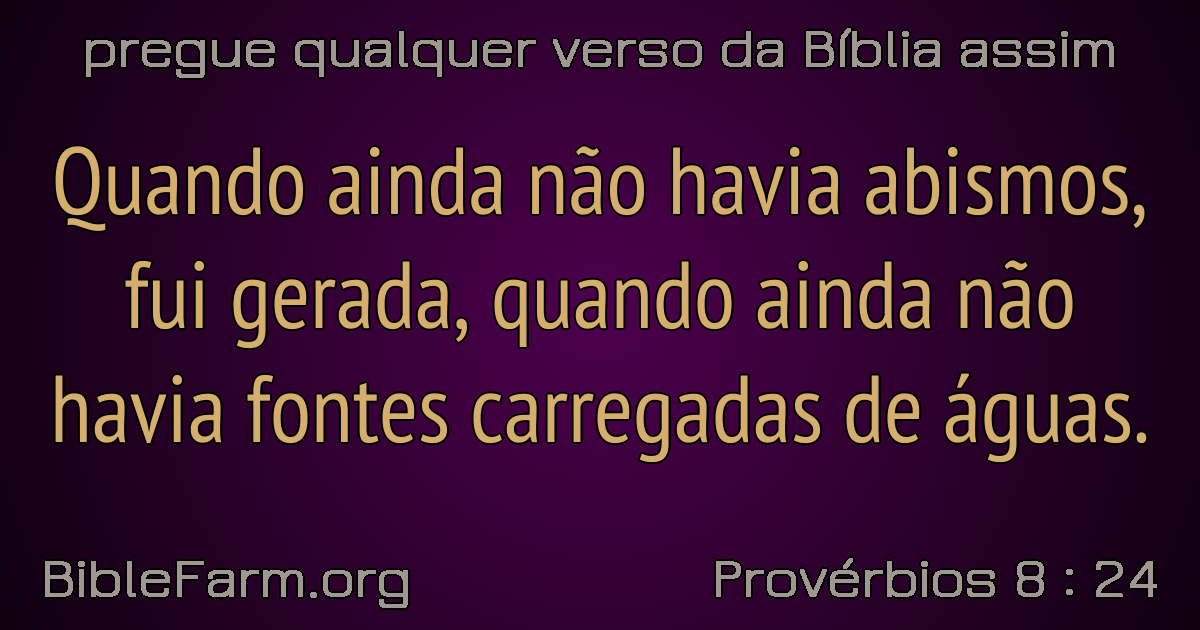 pregue qualquer verso da Bíblia assim
Quando ainda não havia abismos,
fui gerada, quando ainda não
havia fontes carregadas de águas.
BibleFarm.org
Provérbios 8 : 24